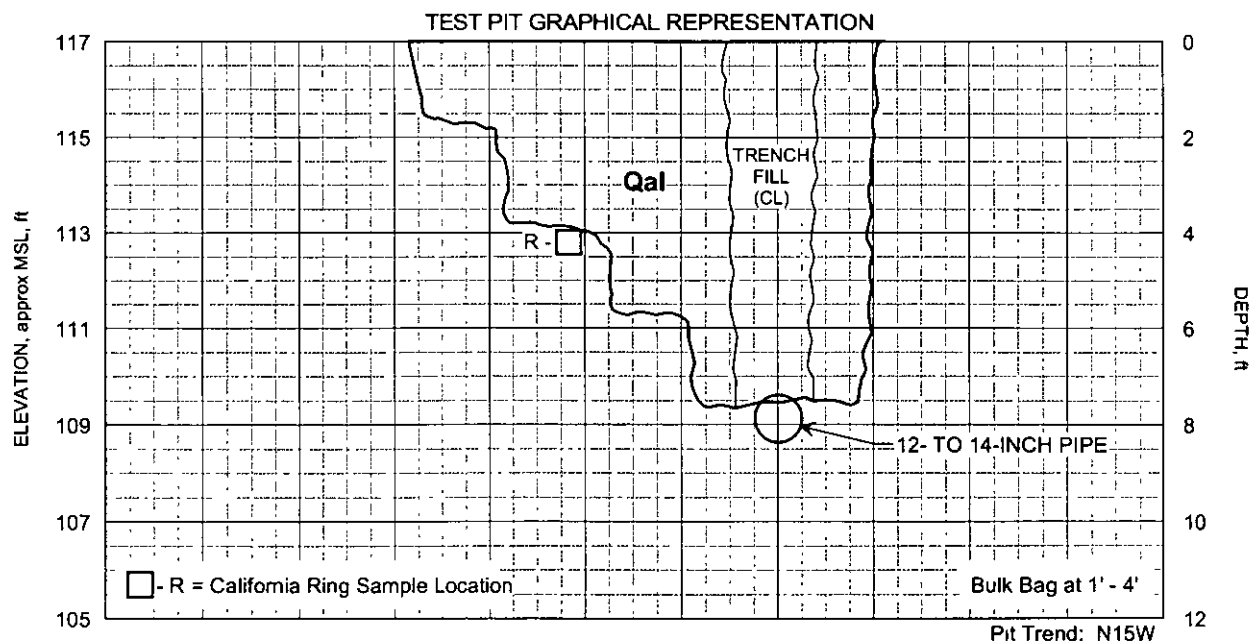 TEST PIT GRAPHICAL REPRESENTATION
117
115
113
111
109
107
105
ELEVATION, approx MSL, ft
0
2
4
6
8
10
12
DEPTH, ft
Qal
TRENCH
FILL
(CL)
R -
12- TO 14-INCH PIPE
- R = California Ring Sample Location
Bulk Bag at 1' - 4'
Pit Trend: N15W